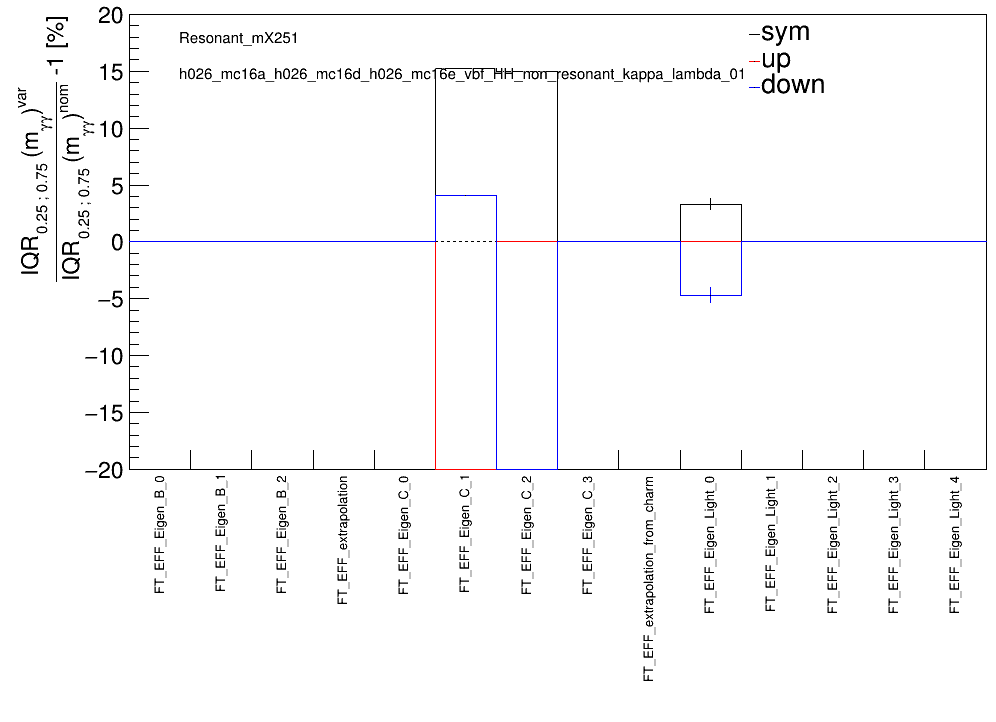 IQR0.25 ; 0.75 (mγγ)var
IQR0.25 ; 0.75 (mγγ)nom -1 [%]
20
15
10
5
0
−5
−10
−15
−20
Resonant_mX251
h026_mc16a_h026_mc16d_h026_mc16e_vbf_HH_non_resonant_kappa_lambda_01
sym
up
down
FT_EFF_Eigen_B_0
FT_EFF_Eigen_B_1
FT_EFF_Eigen_B_2
FT_EFF_extrapolation
FT_EFF_Eigen_C_0
FT_EFF_Eigen_C_1
FT_EFF_Eigen_C_2
FT_EFF_Eigen_C_3
FT_EFF_extrapolation_from_charm
FT_EFF_Eigen_Light_0
FT_EFF_Eigen_Light_1
FT_EFF_Eigen_Light_2
FT_EFF_Eigen_Light_3
FT_EFF_Eigen_Light_4